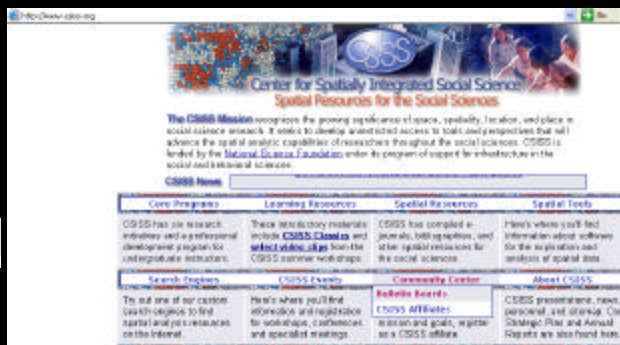 http://www.csiss.org
CSISS
Center for Spatially Integrated Social Science
Spatial Resources for the Social Sciences
The CSISS Mission recognizes the growing significance of space, spatiality, location, and place in
social science research. It seeks to develop unrestricted access to tools and perspectives that will
advance the spatial analytic capabilities of researchers throughout the social sciences. CSISS is
funded by the National Science Foundation under its program of support for infrastructure in the
social and behavioral sciences.
CSISS News
Core Programs Learning Resources Spatial Resources Spatial Tools
CSISS has six research These introductory materials CSISS has compiled e- Here's where you'll find
initiatives and a professional include CSISS Classics and journals, bibliographies, and information about software
development program for select video clips from the other spatial resources for for the exploration and
undergraduate instructors. CSISS summer workshops. the social sciences. analysis of spatial data.
Search Engines CSISS Events Community Center About CSISS
Bulletin Boards
CSISS Affiliates
Try out one of our custom Here's where you'll find CSISS presentations, news,
search engines to find information and registration personnel, and sitemap. Our
spatial analysis resources for workshops, conferences mission and goals, register Strategic Plan and Annual
on the Internet. and specialist meetings. as a CSISS affiliate. Reports are also found here.